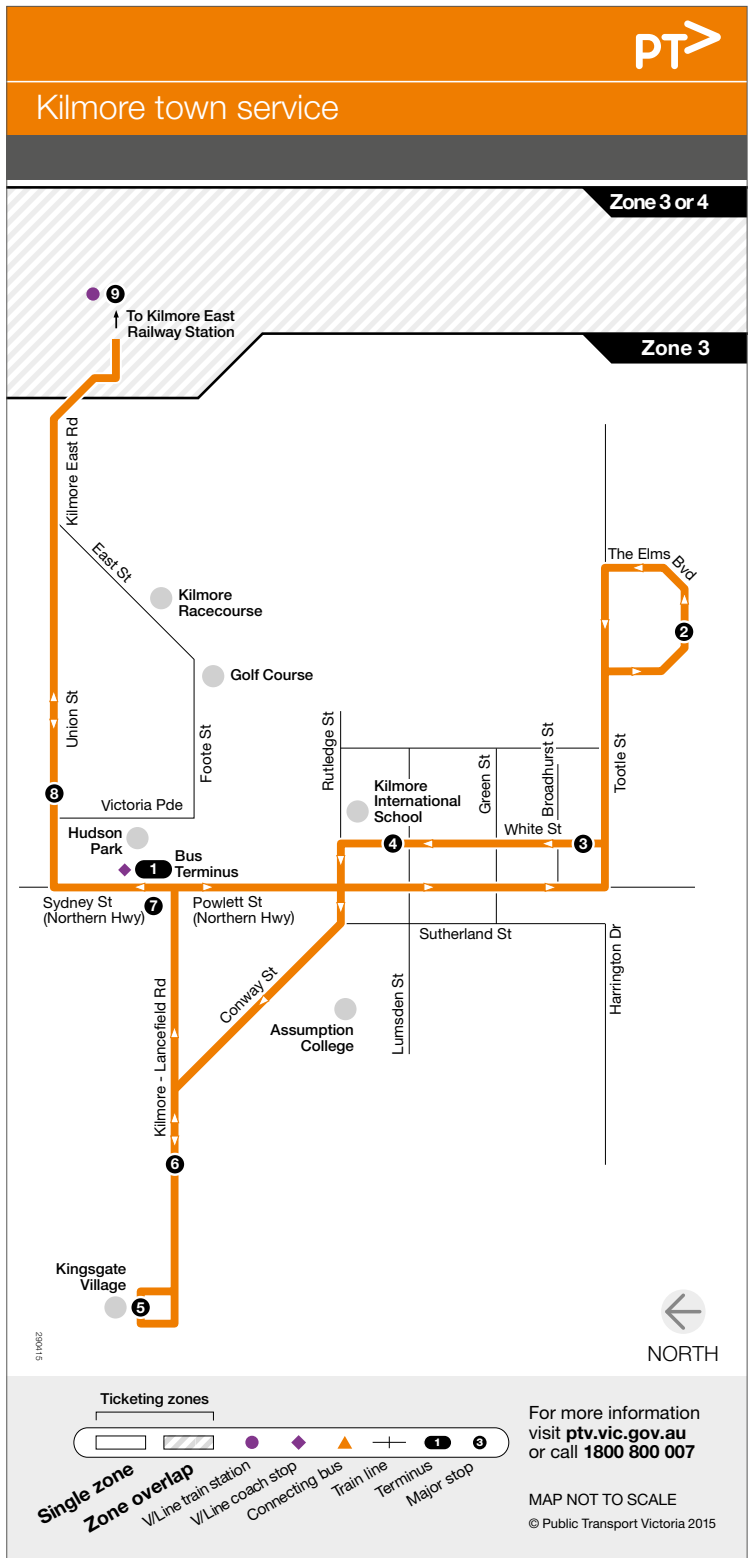 PT>
Kilmore town service
Zone 3 or 4
9
To Kilmore East
Railway Station
Zone 3
Kilmore East Rd
East St
The Elms
Bvd
Kilmore
Racecourse
2
Golf Course
Union St
Foote St
Rutledge St
Green St
Broadhurst St
Tootle St
Kilmore
International
School
8
Victoria Pde
White St
Hudson
Park
4
3
1
Bus
Terminus
Sydney St
(Northern Hwy)
7
Powlett St
(Northern Hwy)
Sutherland St
Conway St
Kilmore - Lancefield Rd
Lumsden St
Harrington Dr
Assumption
College
6
Kingsgate
Village
5
290415
NORTH
Ticketing zones
1
3
Single zone
Zone overlap
V/Line train station
V/Line coach stop
Connecting bus
Train line
Terminus
Major stop
For more information
visit ptv.vic.gov.au
or call 1800 800 007
MAP NOT TO SCALE
© Public Transport Victoria 2015